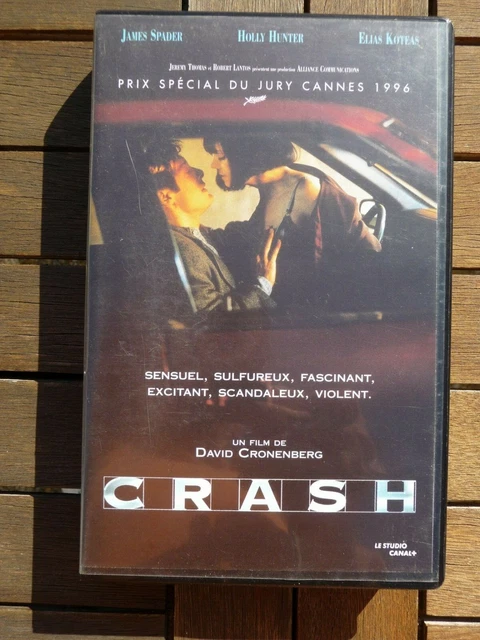 JAMES SPADER HOLLY HUNTER ELIAS KOTEAS
JEREMY THOMAS et ROBERT LANTOS présentent une production ALLIANCE COMMUNICATIONS
PRIX SPÉCIAL DU JURY CANNES 1996
SENSUEL, SULFUREUX, FASCINANT,
EXCITANT, SCANDALEUX, VIOLENT.
UN FILM DE
DAVID CRONENBERG
CRASH
LE STUDIO
CANAL+